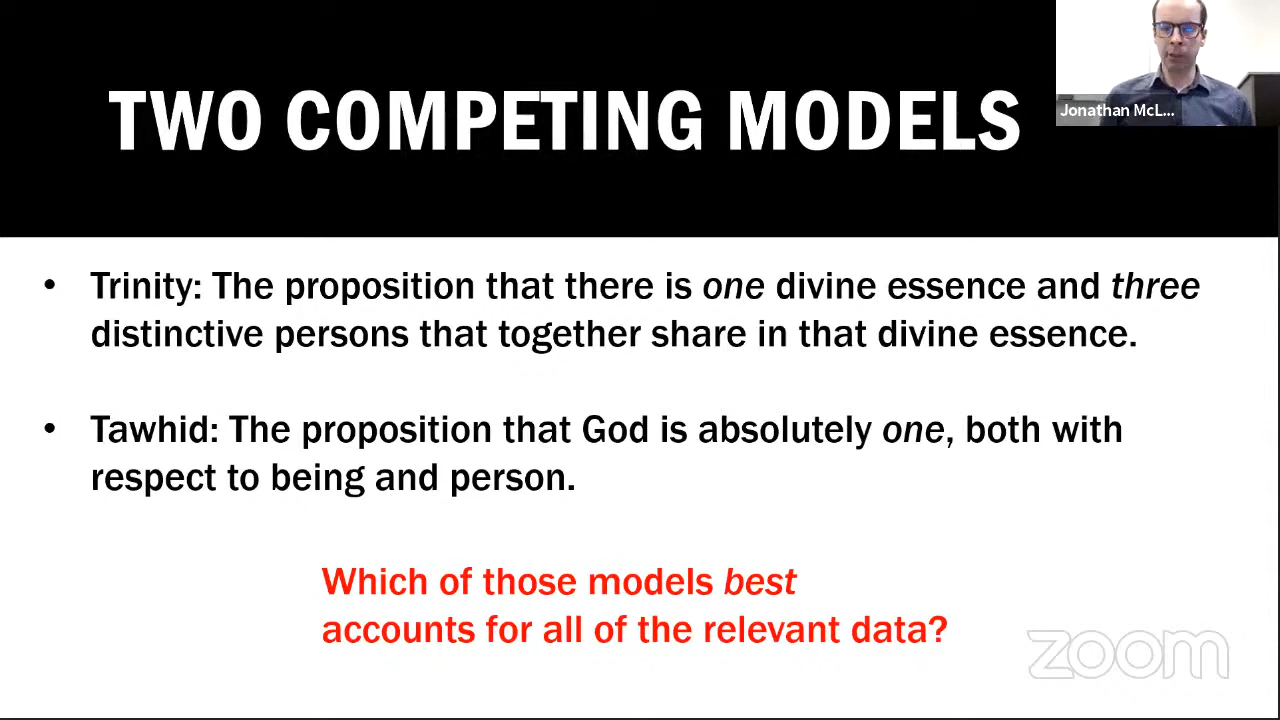 TWO COMPETING MODELS
Jonathan McL...
• Trinity: The proposition that there is one divine essence and three
distinctive persons that together share in that divine essence.
• Tawhid: The proposition that God is absolutely one, both with
respect to being and person.
Which of those models best
accounts for all of the relevant data?
zoom